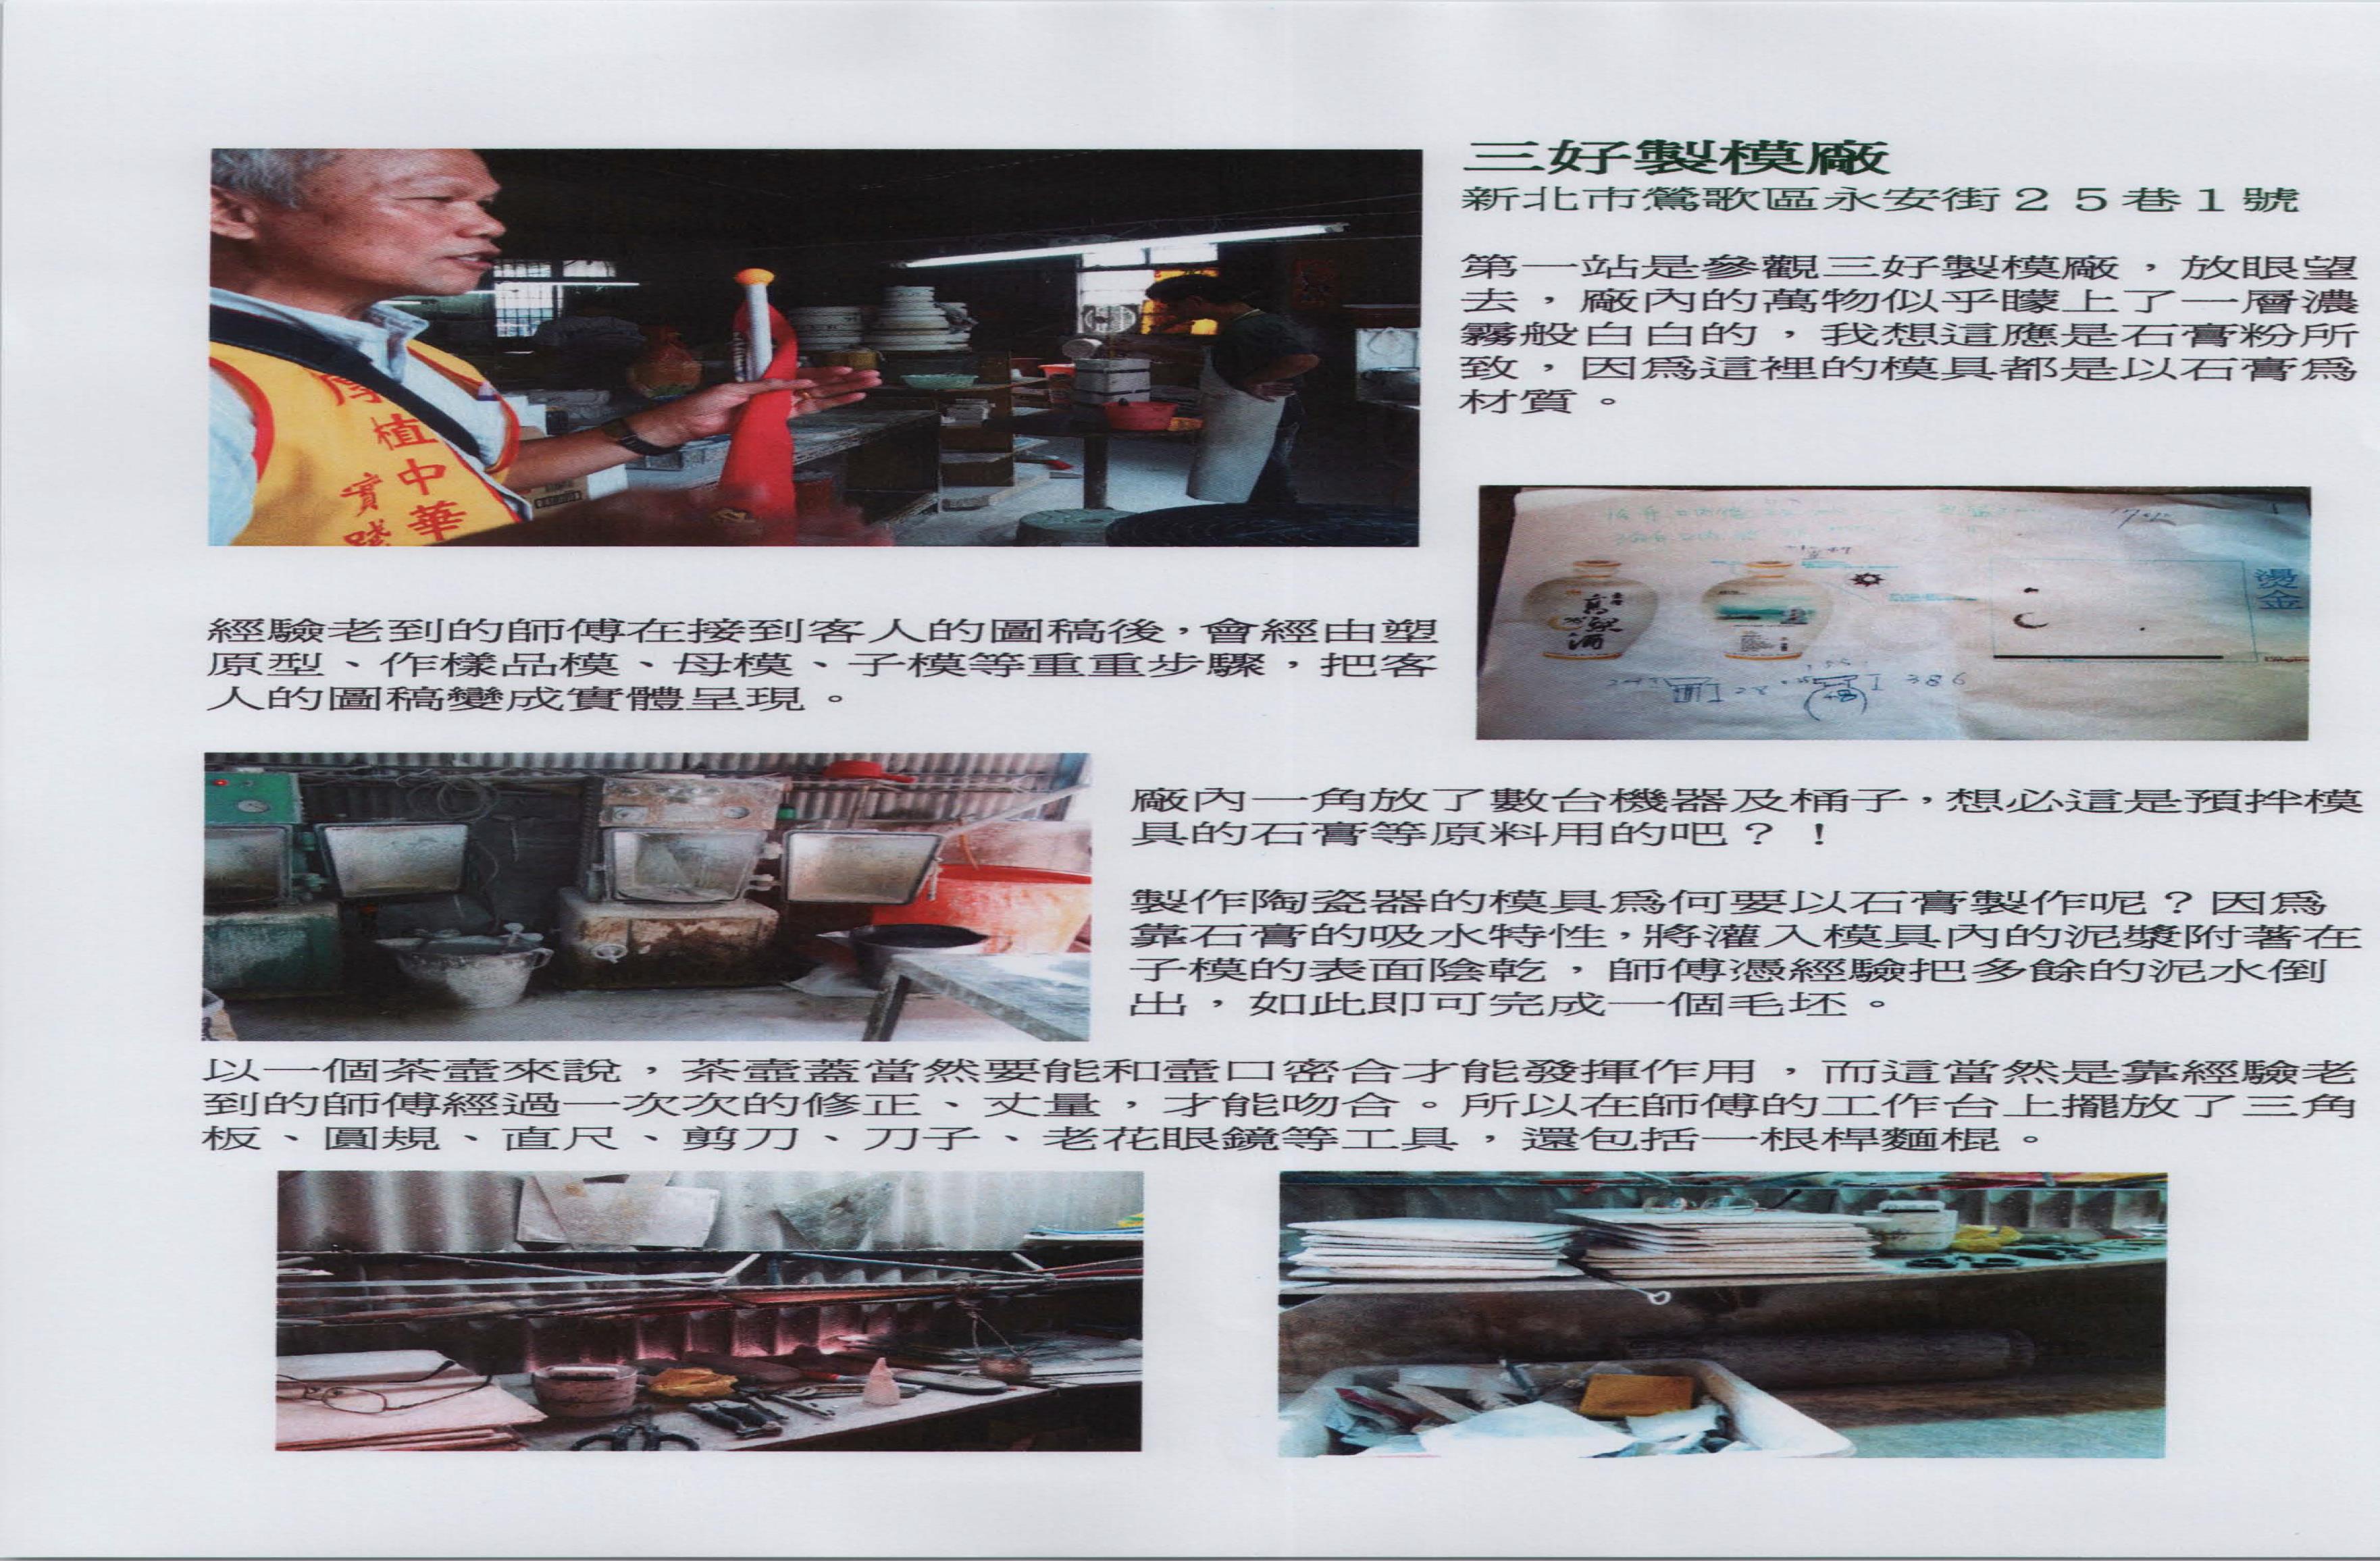 三好製模廠
新北市鶯歌區永安街25巷1號
第一站是參觀三好製模廠，放眼望
去，廠內的萬物似乎矇上了一層濃
霧般白白的，我想這應是石膏粉所
致，因為這裡的模具都是以石膏為
材質。
厚植中華
實踐
燙金
386
經驗老到的師傅在接到客人的圖稿後，會經由塑
原型、作樣品模、母模、子模等重重步驟，把客
人的圖稿變成實體呈現。
廠內一角放了數台機器及桶子，想必這是預拌模
具的石膏等原料用的吧？！
製作陶瓷器的模具為何要以石膏製作呢？因為
靠石膏的吸水特性，將灌入模具內的泥漿附著在
子模的表面陰乾，師傅憑經驗把多餘的泥水倒
出，如此即可完成一個毛坯。
以一個茶壺來說，茶壺蓋當然要能和壺口密合才能發揮作用，而這當然是靠經驗老
到的師傅經過一次次的修正、丈量，才能吻合。所以在師傅的工作台上擺放了三角
板、圓規、直尺、剪刀、刀子、老花眼鏡等工具，還包括一根桿麵棍。